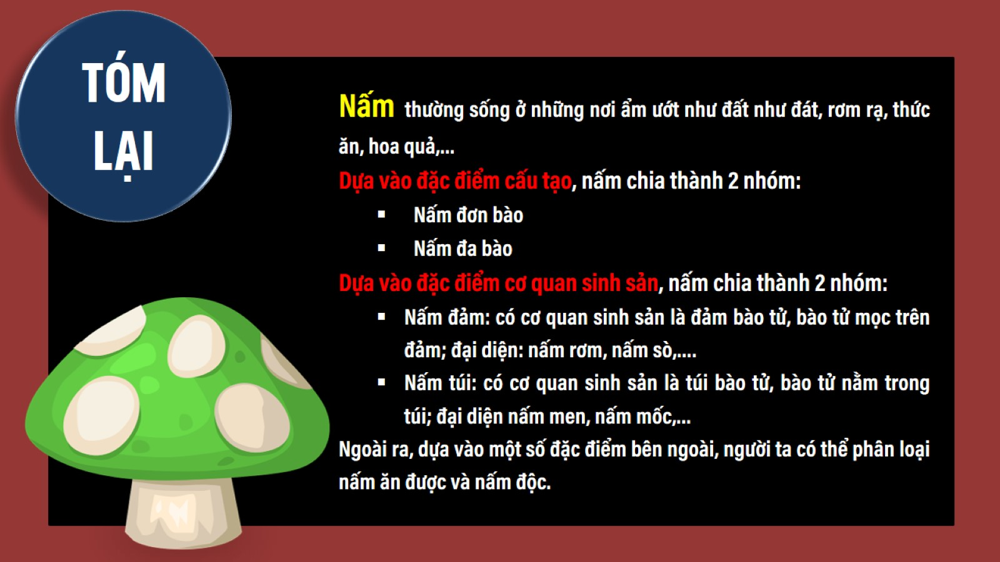 TÓM
LẠI
Nấm thường sống ở những nơi ẩm ướt như đất như đát, rơm rạ, thức
ăn, hoa quả,...
Dựa vào đặc điểm cấu tạo, nấm chia thành 2 nhóm:
▪ Nấm đơn bào
▪ Nấm đa bào
Dựa vào đặc điểm cơ quan sinh sản, nấm chia thành 2 nhóm:
▪ Nấm đảm: có cơ quan sinh sản là đảm bào tử, bào tử mọc trên
đảm; đại diện: nấm rơm, nấm sò,....
▪ Nấm túi: có cơ quan sinh sản là túi bào tử, bào tử nằm trong
túi; đại diện nấm men, nấm mốc,...
Ngoài ra, dựa vào một số đặc điểm bên ngoài, người ta có thể phân loại
nấm ăn được và nấm độc.